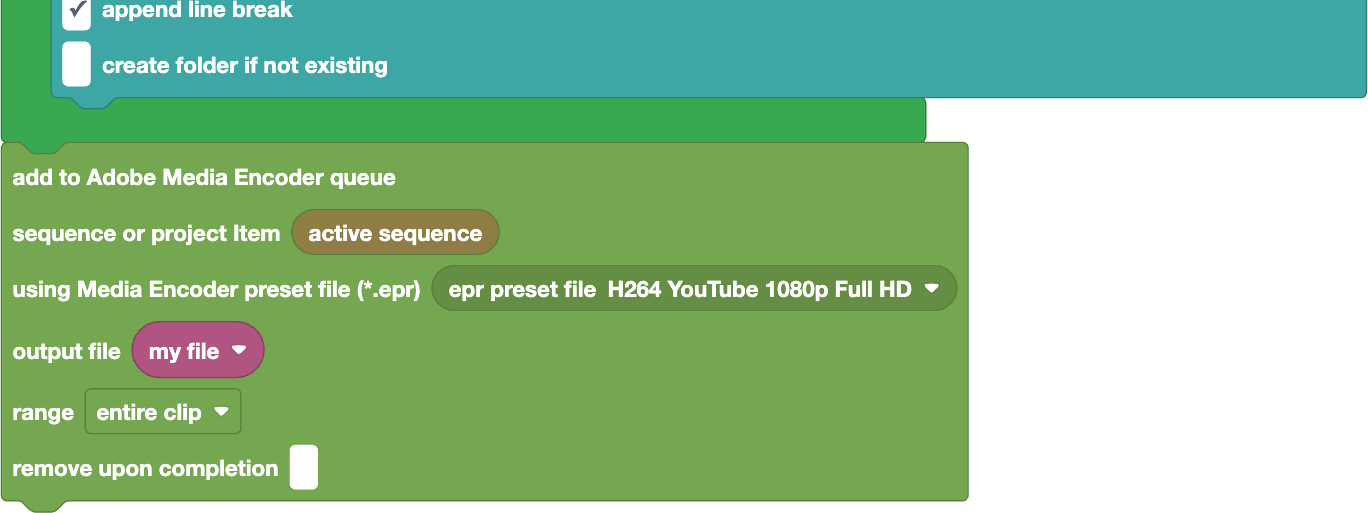 append line break
create folder if not existing
add to Adobe Media Encoder queue
sequence or project Item active sequence
using Media Encoder preset file (*.epr) epr preset file H264 YouTube 1080p Full HD
output file my file
range entire clip
remove upon completion